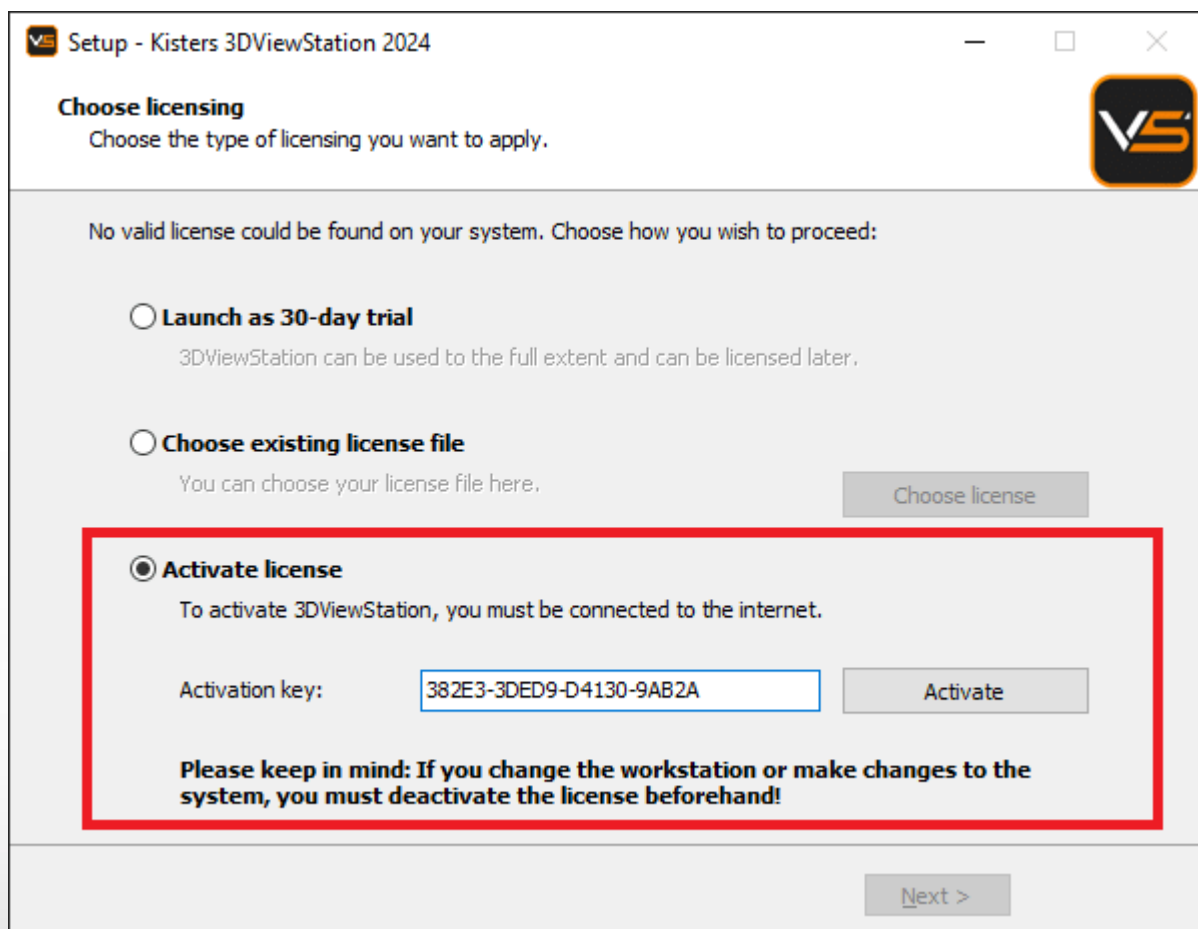 VS Setup - Kisters 3DViewStation 2024
Choose licensing
Choose the type of licensing you want to apply.
VS
No valid license could be found on your system. Choose how you wish to proceed:
Launch as 30-day trial
3DViewStation can be used to the full extent and can be licensed later.
Choose existing license file
You can choose your license file here.
Choose license
Activate license
To activate 3DViewStation, you must be connected to the internet.
Activation key: 382E3-3DED9-D4130-9AB2A Activate
Please keep in mind: If you change the workstation or make changes to the
system, you must deactivate the license beforehand!
Next >